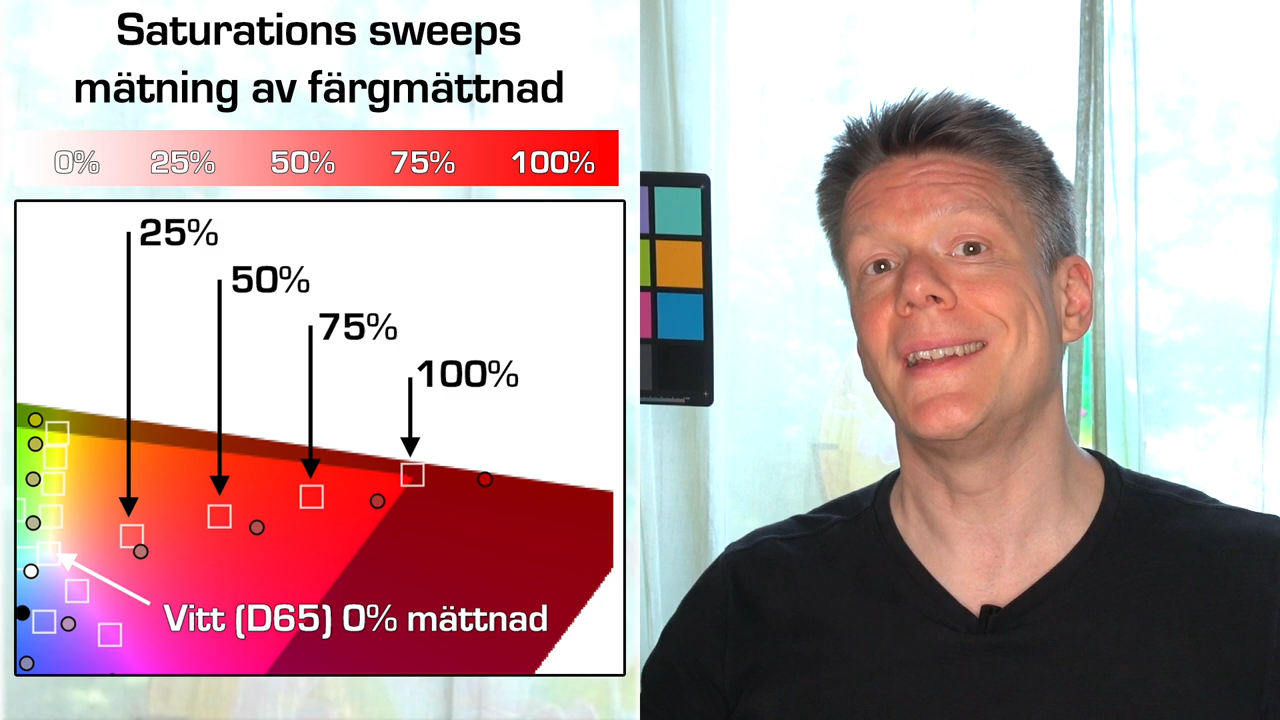 Saturations sweeps
mätning av färgmättnad
0% 25% 50% 75% 100%
25%
50%
75%
100%
Vitt (D65) 0% mättnad